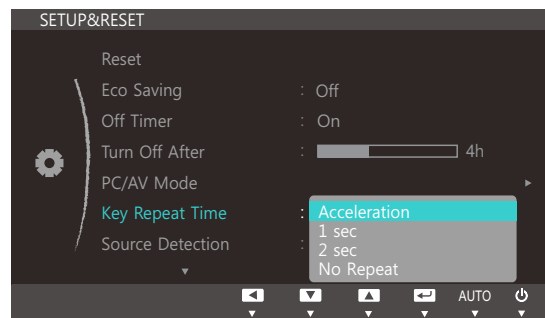 SETUP&RESET
Reset
Eco Saving : Off
Off Timer : On
Turn Off After : 4h
PC/AV Mode
Key Repeat Time : Acceleration
1 sec
Source Detection : 2 sec
No Repeat
AUTO